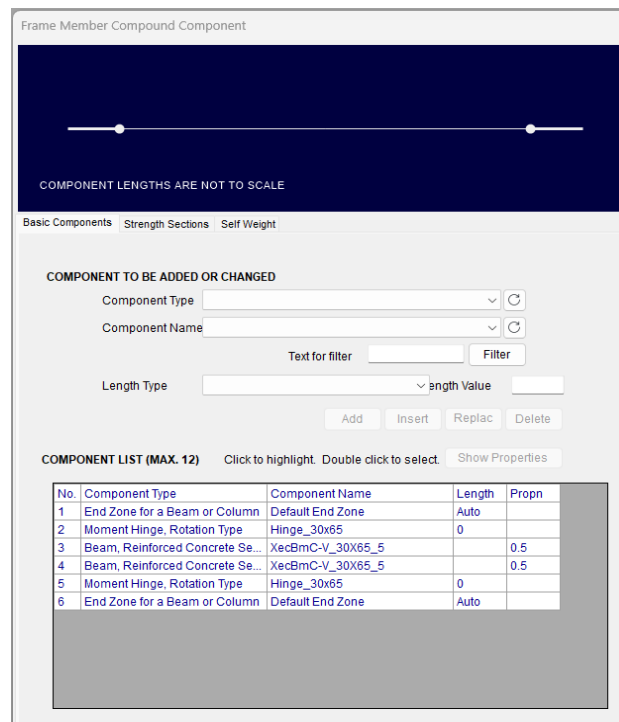 Frame Member Compound Component
COMPONENT LENGTHS ARE NOT TO SCALE
Basic Components Strength Sections Self Weight
COMPONENT TO BE ADDED OR CHANGED
Component Type
Component Name
Text for filter Filter
Length Type ength Value
Add Insert Replac Delete
COMPONENT LIST (MAX. 12) Click to highlight. Double click to select. Show Properties
No. Component Type Component Name Length Propn
1 End Zone for a Beam or Column Default End Zone Auto
2 Moment Hinge, Rotation Type Hinge_30x65 0
3 Beam, Reinforced Concrete Se... XecBmC-V_30X65_5 0.5
4 Beam, Reinforced Concrete Se... XecBmC-V_30X65_5 0.5
5 Moment Hinge, Rotation Type Hinge_30x65 0
6 End Zone for a Beam or Column Default End Zone Auto